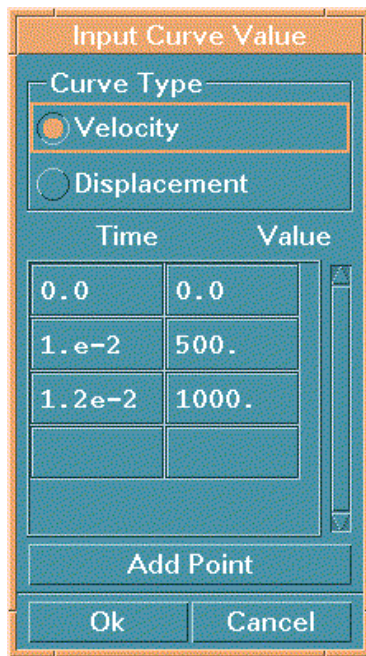 Input Curve Value
Curve Type
Velocity
Displacement
Time Value
0.0 0.0
1.e-2 500.
1.2e-2 1000.
Add Point
Ok Cancel